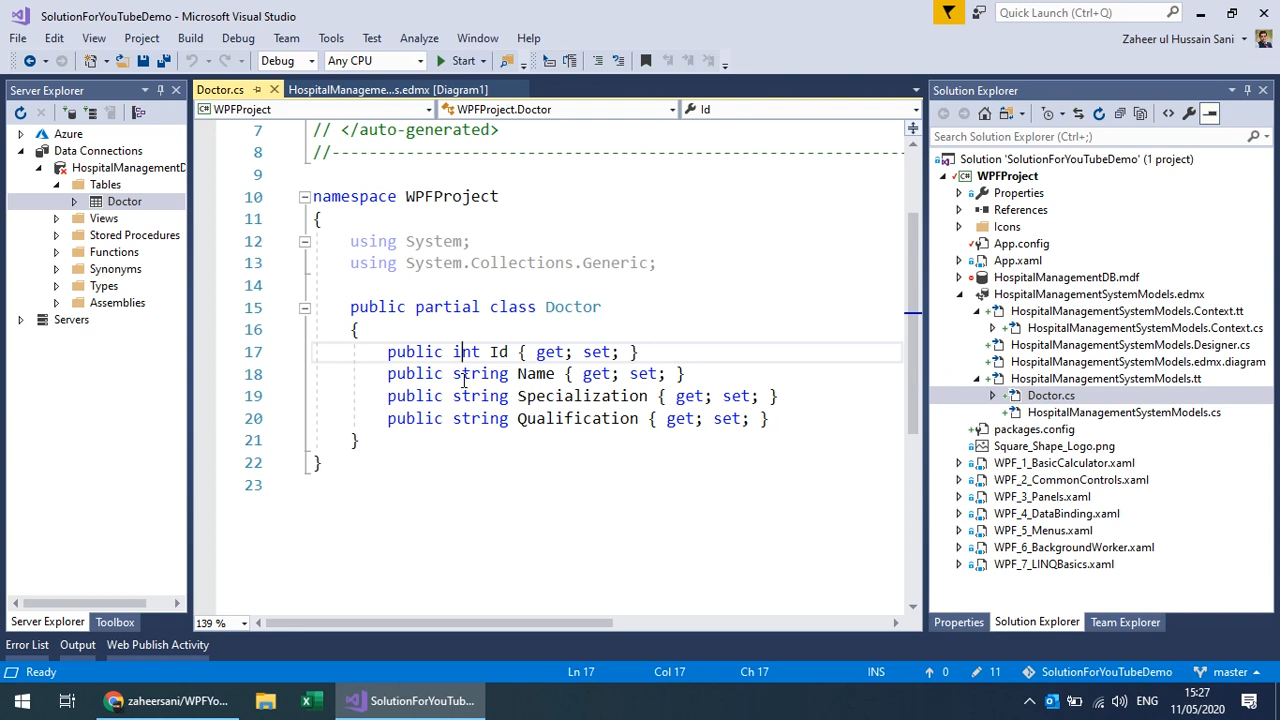 SolutionForYouTubeDemo - Microsoft Visual Studio
Quick Launch (Ctrl+Q)
File Edit View Project Build Debug Team Tools Test Analyze Window Help
Zaheer ul Hussain Sani
Debug Any CPU Start
Server Explorer
Azure
Data Connections
HospitalManagementD
Tables
Doctor
Views
Stored Procedures
Functions
Synonyms
Types
Assemblies
Servers
Server Explorer Toolbox
Doctor.cs HospitalManageme...s.edmx [Diagram1]
WPFProject WPFProject.Doctor Id
7 // </auto-generated>
8 //------------------------------------------------------------------------------
9
10 namespace WPFProject
11 {
12 using System;
13 using System.Collections.Generic;
14
15 public partial class Doctor
16 {
17 public int Id { get; set; }
18 public string Name { get; set; }
19 public string Specialization { get; set; }
20 public string Qualification { get; set; }
21 }
22 }
23
139 %
Solution Explorer
Search Solution Explorer (Ctrl+;)
Solution 'SolutionForYouTubeDemo' (1 project)
WPFProject
Properties
References
Icons
App.config
App.xaml
HospitalManagementDB.mdf
HospitalManagementSystemModels.edmx
HospitalManagementSystemModels.Context.tt
HospitalManagementSystemModels.Context.cs
HospitalManagementSystemModels.Designer.cs
HospitalManagementSystemModels.edmx.diagram
HospitalManagementSystemModels.tt
Doctor.cs
HospitalManagementSystemModels.cs
packages.config
Square_Shape_Logo.png
WPF_1_BasicCalculator.xaml
WPF_2_CommonControls.xaml
WPF_3_Panels.xaml
WPF_4_DataBinding.xaml
WPF_5_Menus.xaml
WPF_6_BackgroundWorker.xaml
WPF_7_LINQBasics.xaml
Properties Solution Explorer Team Explorer
Error List Output Web Publish Activity
Ready Ln 17 Col 17 Ch 17 INS 0 11 SolutionForYouTubeDemo master
zaheersani/WPFYo... SolutionForYouTub... ENG 15:27
11/05/2020